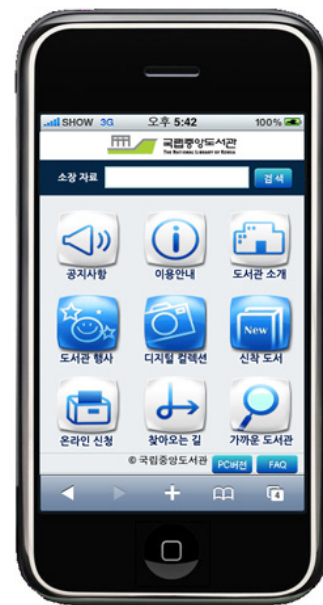 SHOW 3G 오후 5:42 100%
국립중앙도서관
The National Library of Korea
소장 자료 검색
공지사항 이용안내 도서관 소개
New
도서관 행사 디지털 컬렉션 신착 도서
온라인 신청 찾아오는 길 가까운 도서관
© 국립중앙도서관 PC버전 FAQ
4